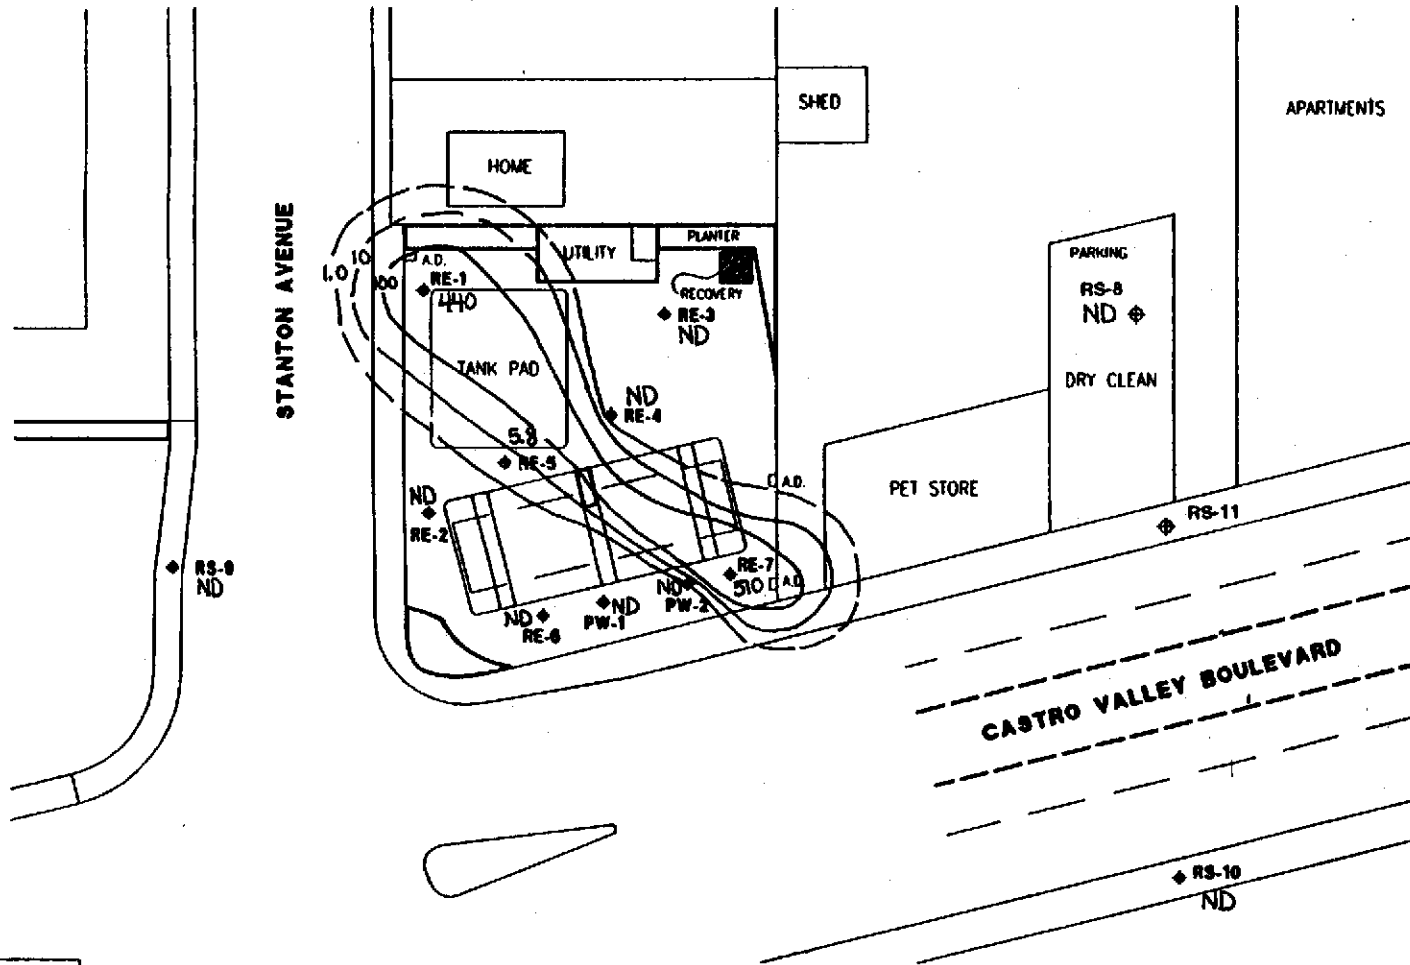 SHED
APARTMENTS
HOME
STANTON AVENUE
UTILITY
PLANTER
PARKING
1.0
10
100
A.D.
RE-1
440
RECOVERY
RE-3
ND
RS-8
ND
TANK PAD
DRY CLEAN
ND
RE-4
5.8
RE-5
A.D.
PET STORE
ND
RE-2
RS-11
RS-9
ND
RE-7
510
A.D.
ND
PW-2
ND
PW-1
ND
RE-6
CASTRO VALLEY BOULEVARD
RS-10
ND